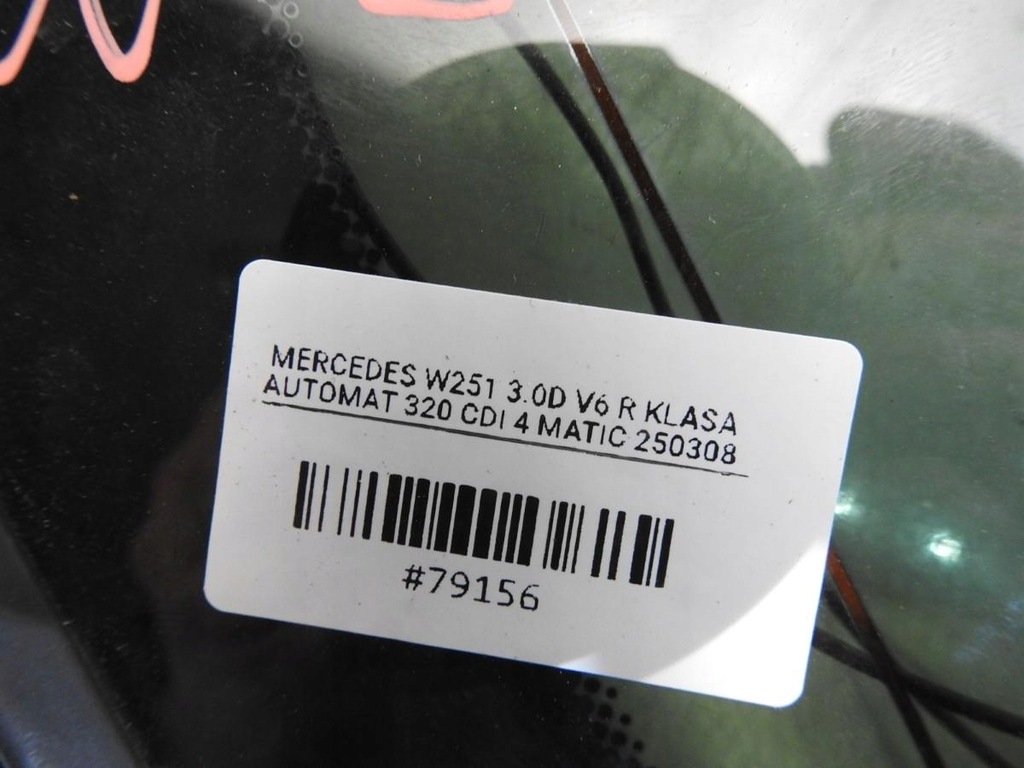 MERCEDES W251 3.0D V6 R KLASA
AUTOMAT 320 CDI 4 MATIC 250308
#79156